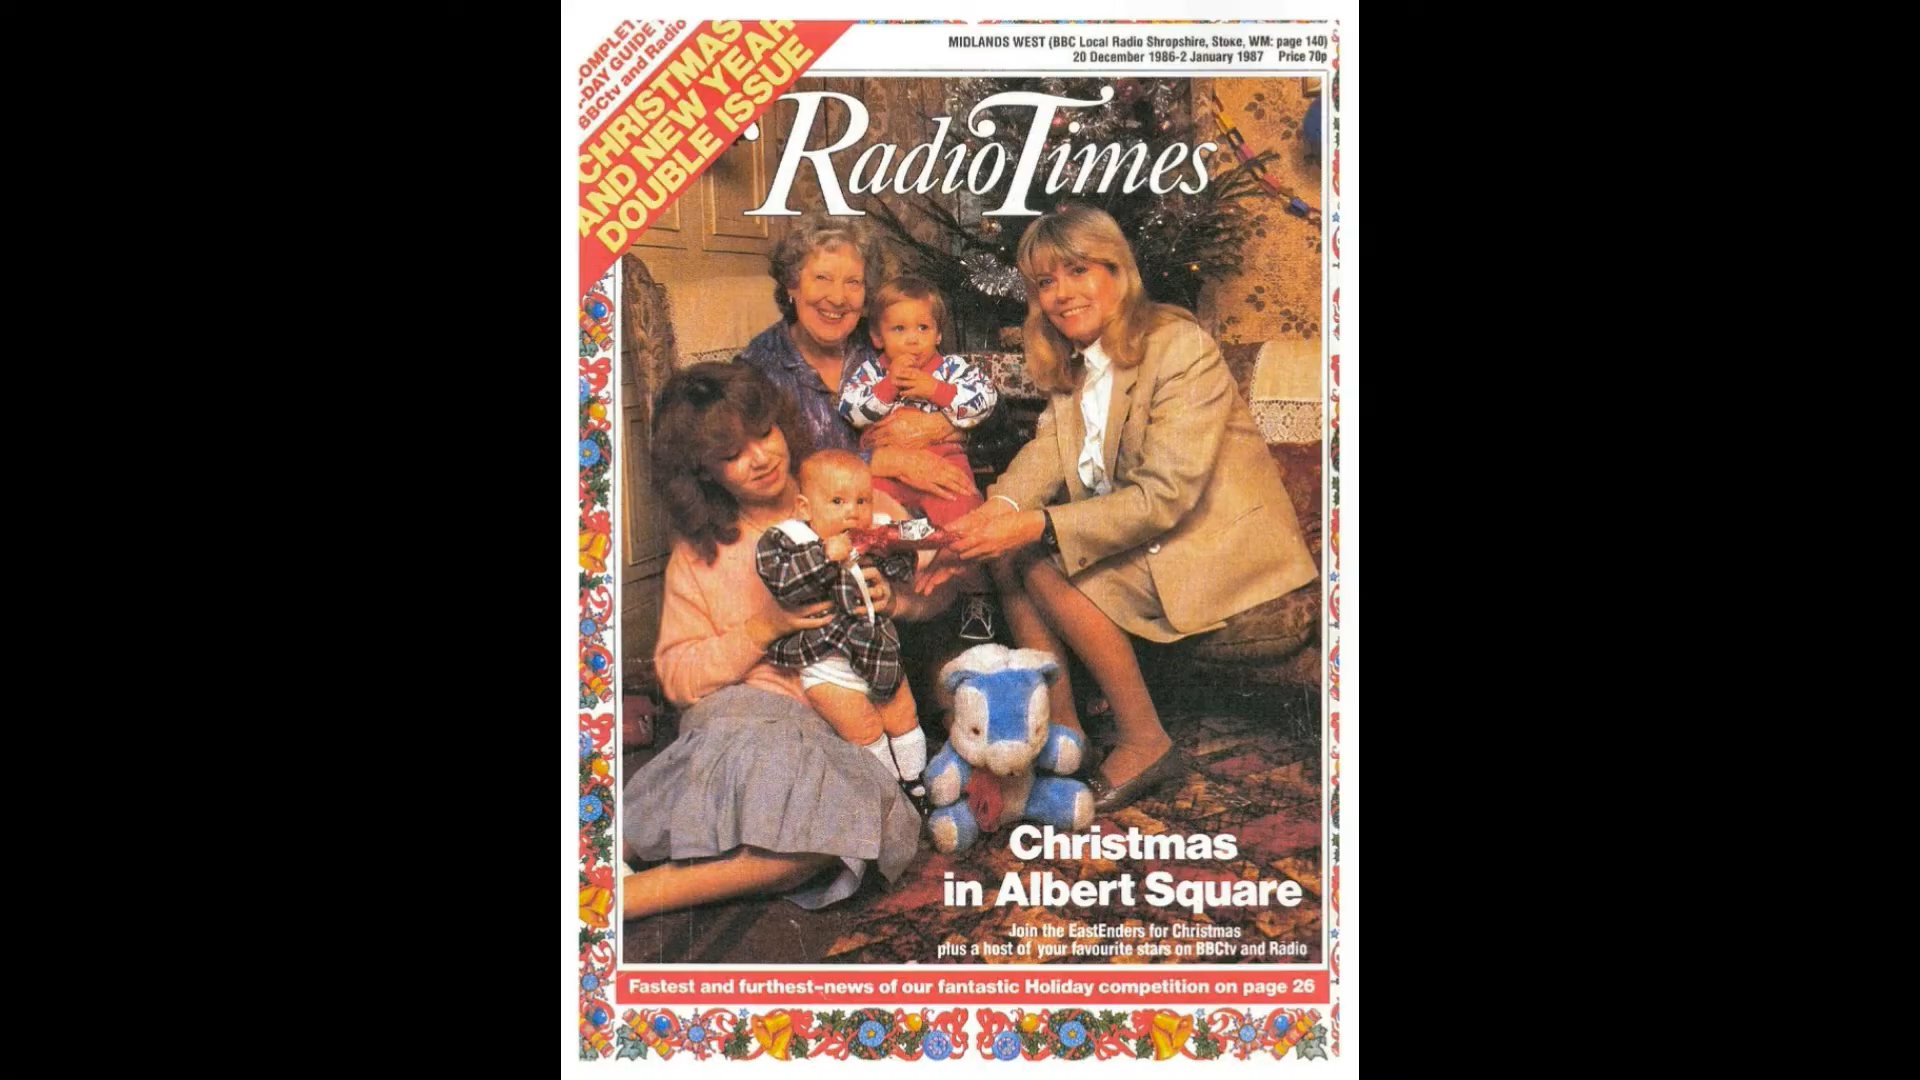 BBCtv and Radio
CHRISTMAS
AND NEW YEAR
DOUBLE ISSUE
MIDLANDS WEST (BBC Local Radio Shropshire, Stoke, WM: page 140)
20 December 1986-2 January 1987 Price 70p
Radio Times
Christmas
in Albert Square
Join the EastEnders for Christmas
plus a host of your favourite stars on BBCtv and Radio
Fastest and furthest-news of our fantastic Holiday competition on page 26